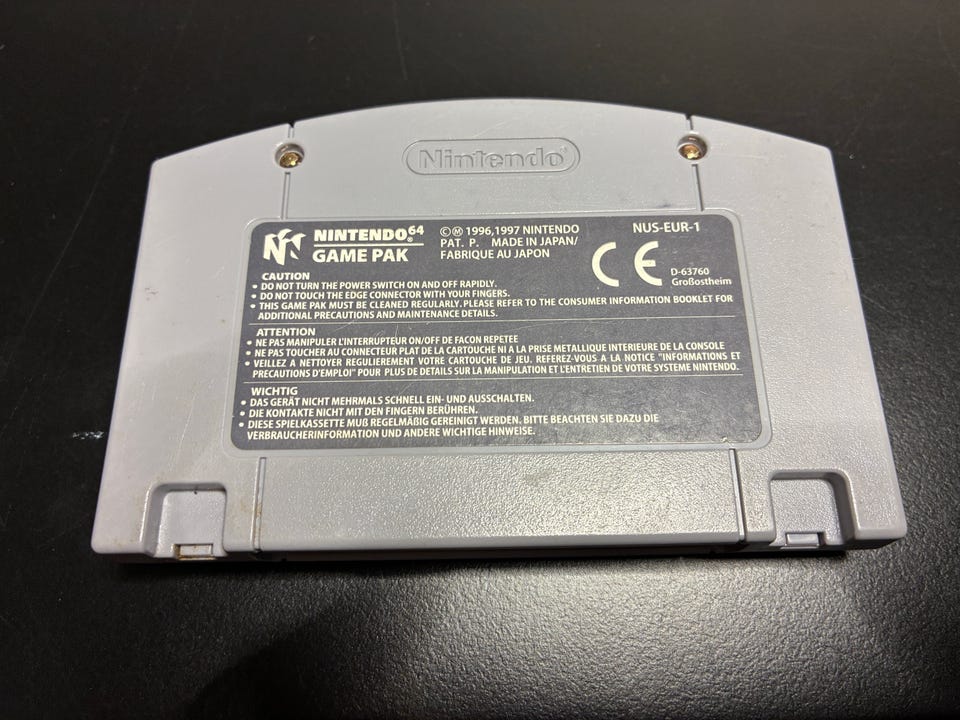 Nintendo®
NINTENDO64®
GAME PAK
©Ⓜ 1996,1997 NINTENDO
PAT. P. MADE IN JAPAN/
FABRIQUE AU JAPON
NUS-EUR-1
CE
D-63760
Großostheim
CAUTION
• DO NOT TURN THE POWER SWITCH ON AND OFF RAPIDLY.
• DO NOT TOUCH THE EDGE CONNECTOR WITH YOUR FINGERS.
• THIS GAME PAK MUST BE CLEANED REGULARLY. PLEASE REFER TO THE CONSUMER INFORMATION BOOKLET FOR
ADDITIONAL PRECAUTIONS AND MAINTENANCE DETAILS.
ATTENTION
• NE PAS MANIPULER L'INTERRUPTEUR ON/OFF DE FACON REPETEE
• NE PAS TOUCHER AU CONNECTEUR PLAT DE LA CARTOUCHE NI A LA PRISE METALLIQUE INTERIEURE DE LA CONSOLE
• VEILLEZ A NETTOYER REGULIEREMENT VOTRE CARTOUCHE DE JEU. REFEREZ-VOUS A LA NOTICE "INFORMATIONS ET
PRECAUTIONS D'EMPLOI" POUR PLUS DE DETAILS SUR LA MANIPULATION ET L'ENTRETIEN DE VOTRE SYSTEME NINTENDO.
WICHTIG
• DAS GERÄT NICHT MEHRMALS SCHNELL EIN- UND AUSSCHALTEN.
• DIE KONTAKTE NICHT MIT DEN FINGERN BERÜHREN.
• DIESE SPIELKASSETTE MUß REGELMÄßIG GEREINIGT WERDEN. BITTE BEACHTEN SIE DAZU DIE
VERBRAUCHERINFORMATION UND ANDERE WICHTIGE HINWEISE.